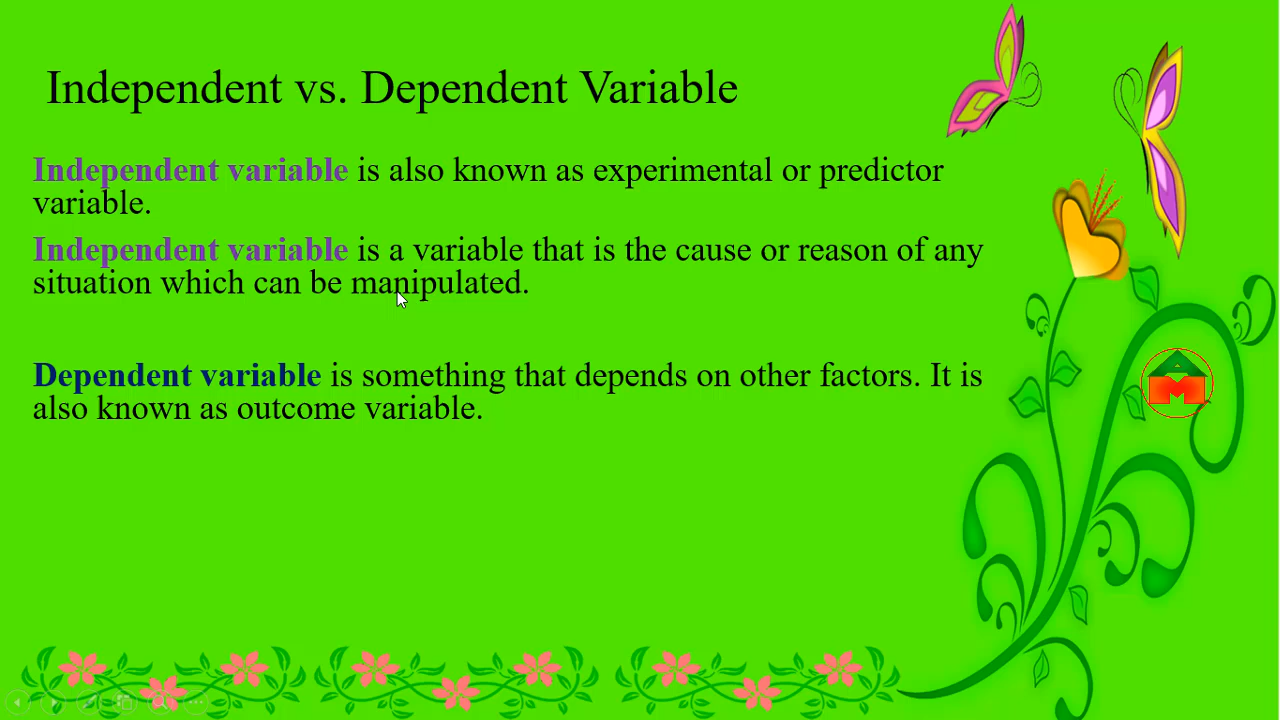 Independent vs. Dependent Variable
Independent variable is also known as experimental or predictor
variable.
Independent variable is a variable that is the cause or reason of any
situation which can be manipulated.
Dependent variable is something that depends on other factors. It is
also known as outcome variable.